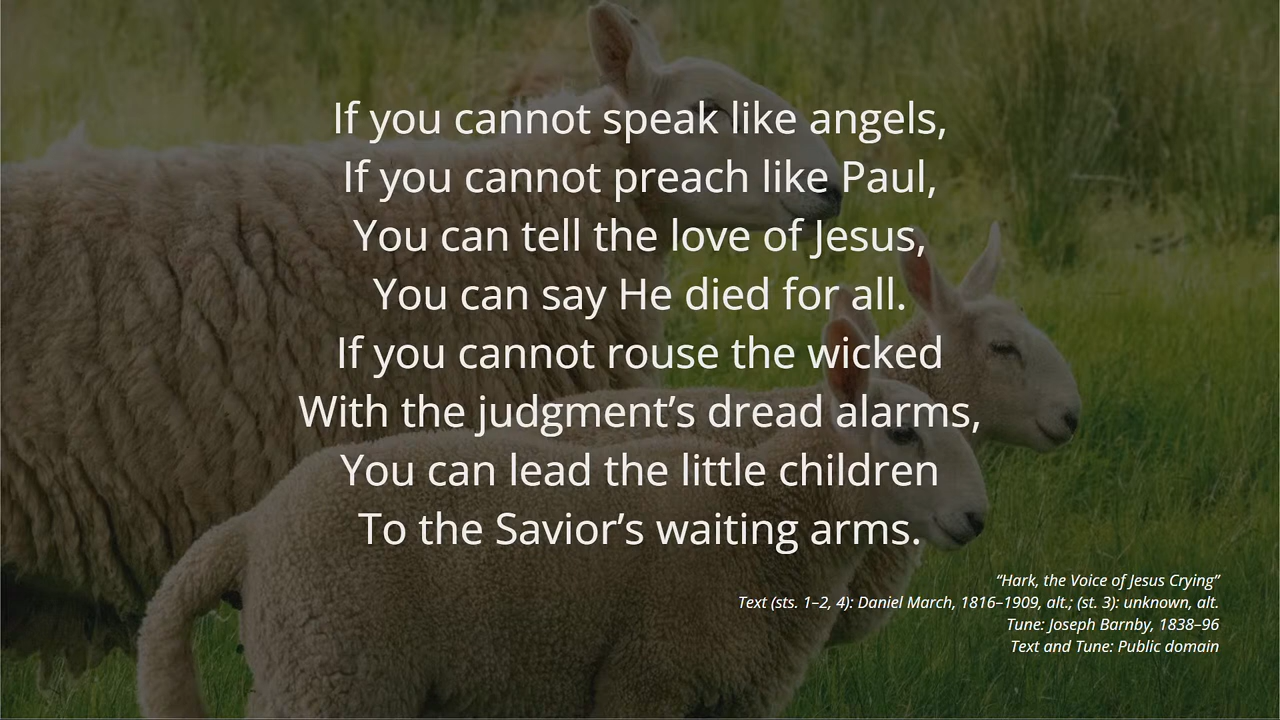 If you cannot speak like angels,
If you cannot preach like Paul,
You can tell the love of Jesus,
You can say He died for all.
If you cannot rouse the wicked
With the judgment’s dread alarms,
You can lead the little children
To the Savior’s waiting arms.
“Hark, the Voice of Jesus Crying”
Text (sts. 1–2, 4): Daniel March, 1816–1909, alt.; (st. 3): unknown, alt.
Tune: Joseph Barnby, 1838–96
Text and Tune: Public domain